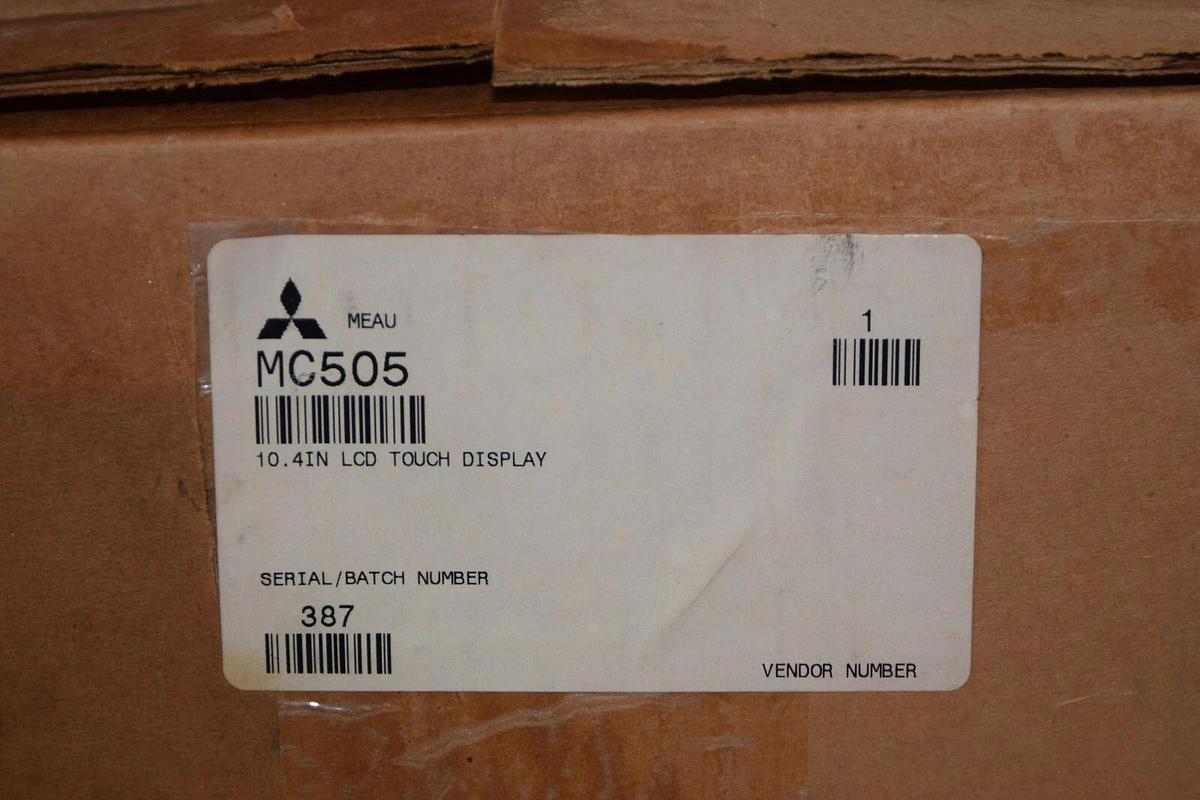 MEAU
1
MC505
10.4IN LCD TOUCH DISPLAY
SERIAL/BATCH NUMBER
387
VENDOR NUMBER